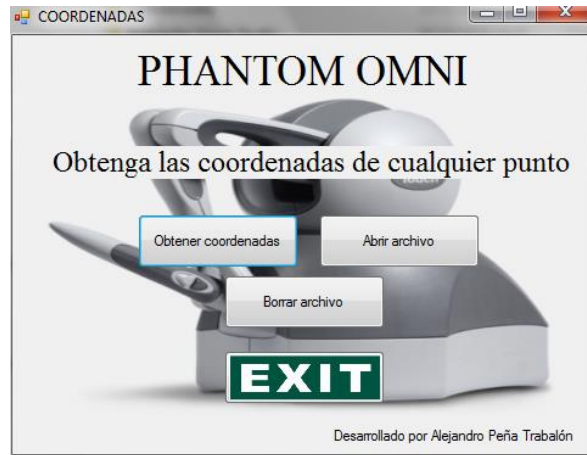 COORDENADAS
PHANTOM OMNI
Obtenga las coordenadas de cualquier punto
Obtener coordenadas
Abrir archivo
Borrar archivo
EXIT
Desarrollado por Alejandro Peña Trabalón